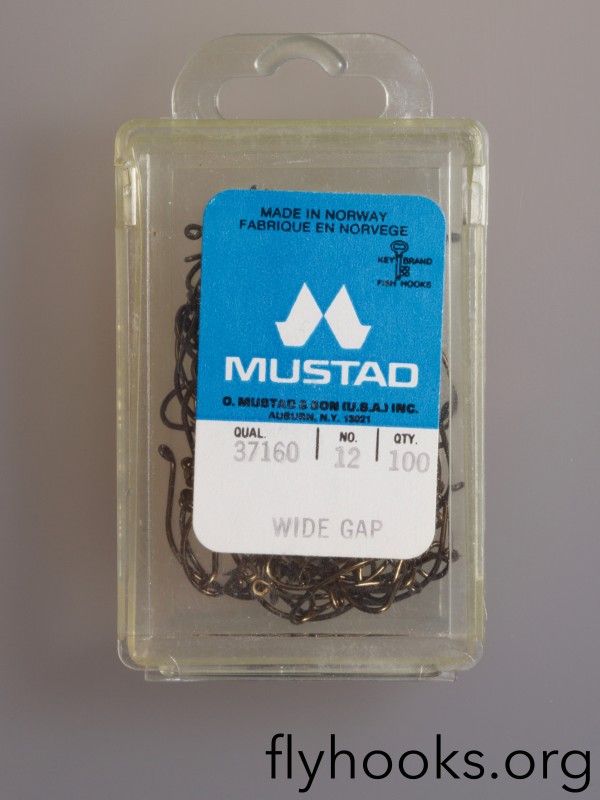 MADE IN NORWAY
FABRIQUE EN NORVEGE
KEY BRAND
FISH HOOKS
MUSTAD
O. MUSTAD & SON (U.S.A.) INC.
AUBURN, N.Y. 13021
QUAL. NO. QTY.
37160 12 100
WIDE GAP
flyhooks.org